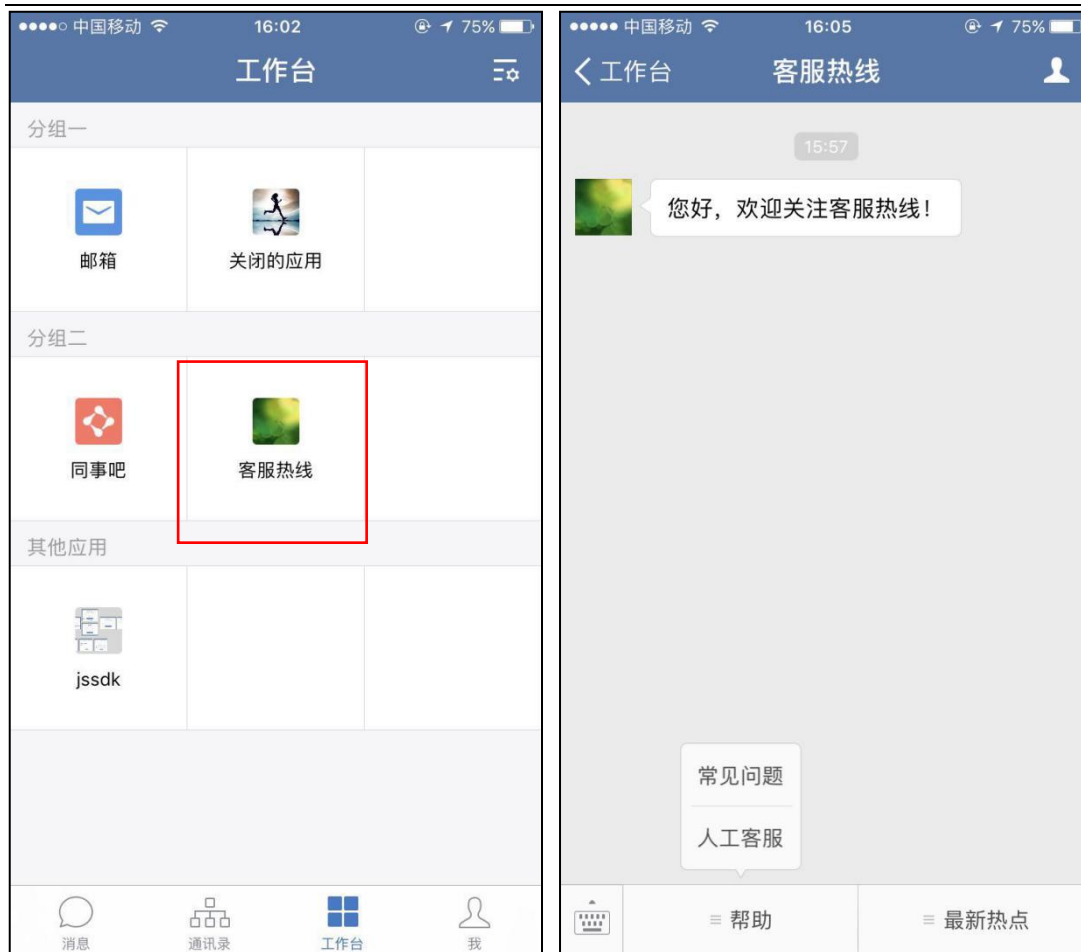 中国移动 16:02 75%
工作台
分组一
邮箱 关闭的应用
分组二
同事吧 客服热线
其他应用
jssdk
消息 通讯录 工作台 我
中国移动 16:05 75%
工作台 客服热线
15:57
您好，欢迎关注客服热线！
常见问题
人工客服
帮助 最新热点